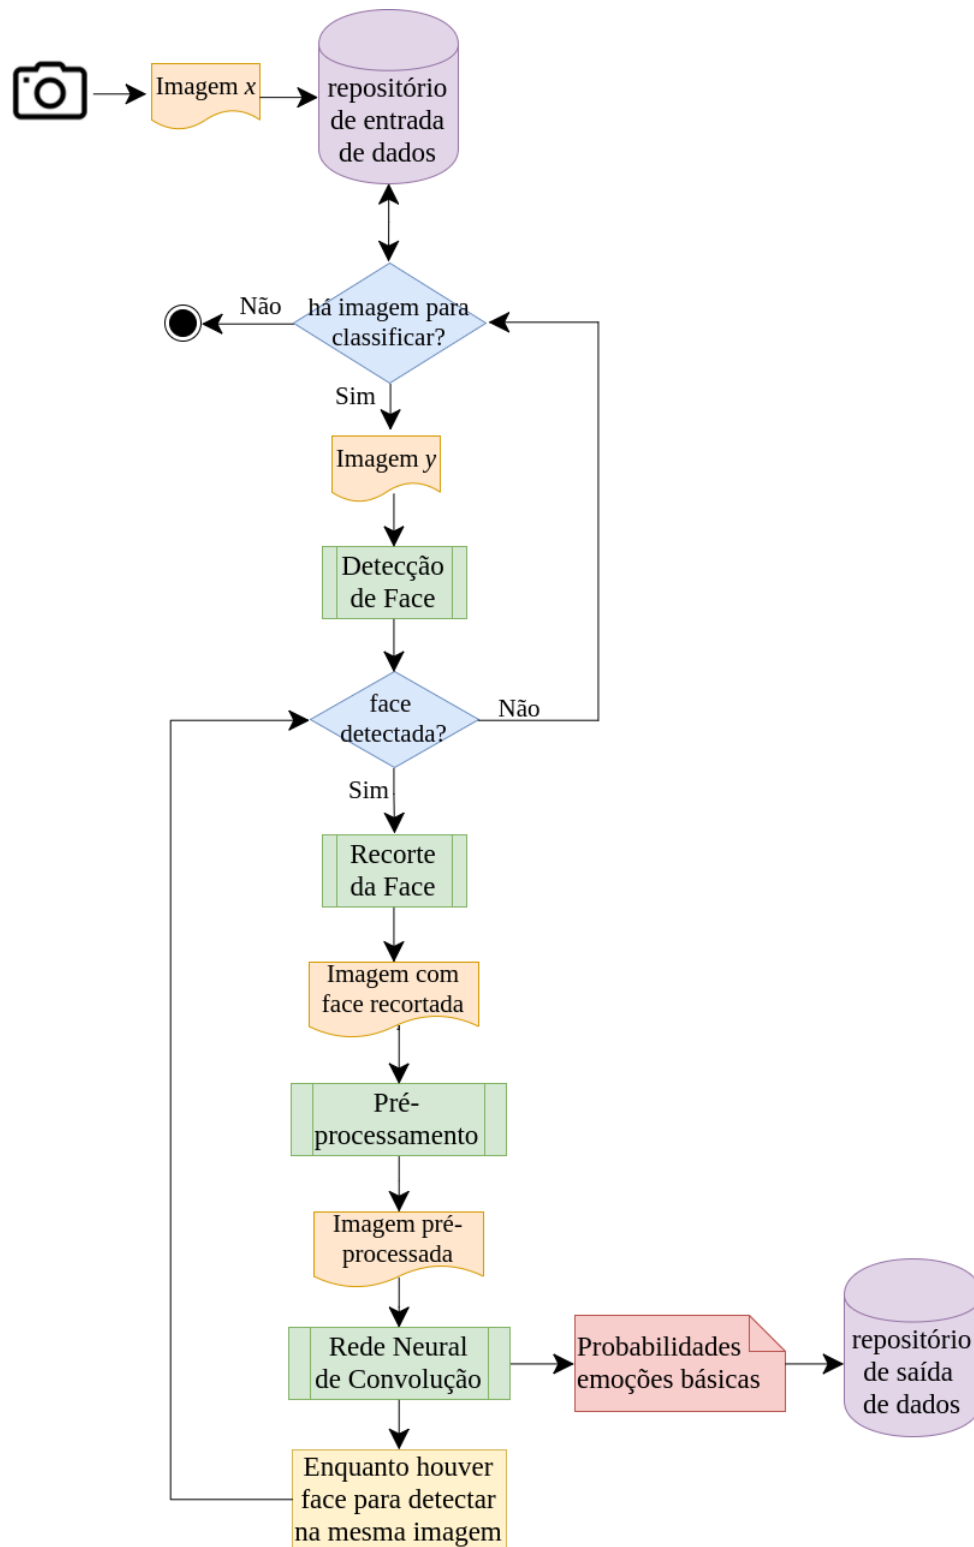 Imagem x
repositório
de entrada
de dados
há imagem para
classificar?
Não
Sim
Imagem y
Detecção
de Face
face
detectada?
Não
Sim
Recorte
da Face
Imagem com
face recortada
Pré-
processamento
Imagem pré-
processada
Rede Neural
de Convolução
Probabilidades
emoções básicas
repositório
de saída
de dados
Enquanto houver
face para detectar
na mesma imagem